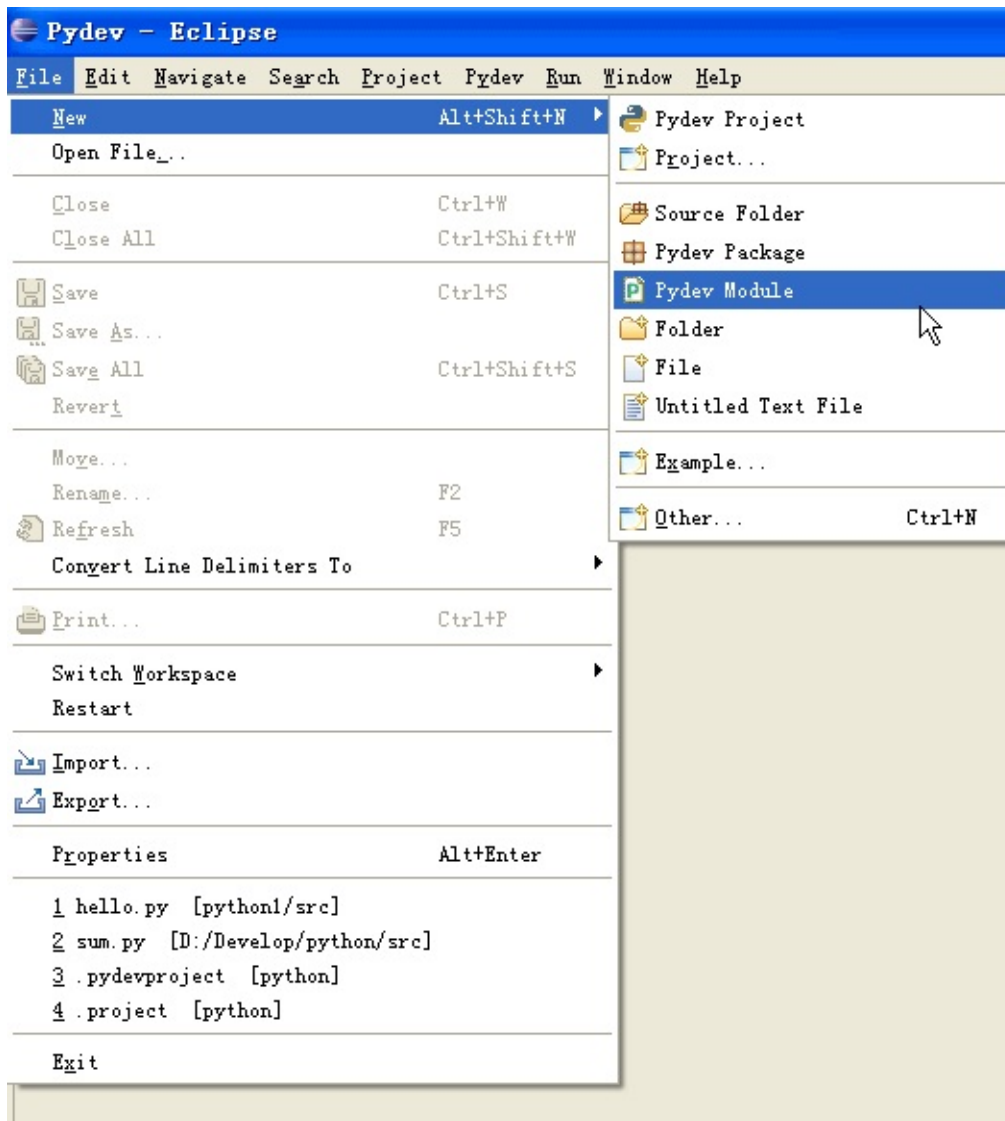 Pydev - Eclipse
File Edit Navigate Search Project Pydev Run Window Help
New Alt+Shift+N
Open File...
Close Ctrl+W
Close All Ctrl+Shift+W
Save Ctrl+S
Save As...
Save All Ctrl+Shift+S
Revert
Move...
Rename... F2
Refresh F5
Convert Line Delimiters To
Print... Ctrl+P
Switch Workspace
Restart
Import...
Export...
Properties Alt+Enter
1 hello.py [python1/src]
2 sum.py [D:/Develop/python/src]
3 .pydevproject [python]
4 .project [python]
Exit
Pydev Project
Project...
Source Folder
Pydev Package
Pydev Module
Folder
File
Untitled Text File
Example...
Other... Ctrl+N